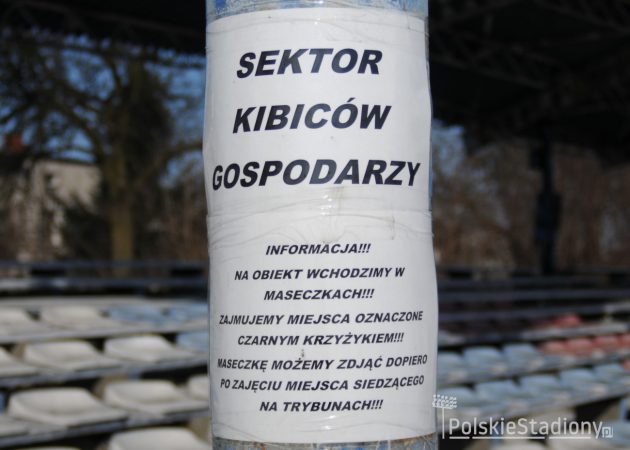 SEKTOR
KIBICÓW
GOSPODARZY
INFORMACJA!!!
NA OBIEKT WCHODZIMY W
MASECZKACH!!!
ZAJMUJEMY MIEJSCA OZNACZONE
CZARNYM KRZYŻYKIEM!!!
MASECZKĘ MOŻEMY ZDJĄĆ DOPIERO
PO ZAJĘCIU MIEJSCA SIEDZĄCEGO
NA TRYBUNACH!!!
PolskieStadiony.pl